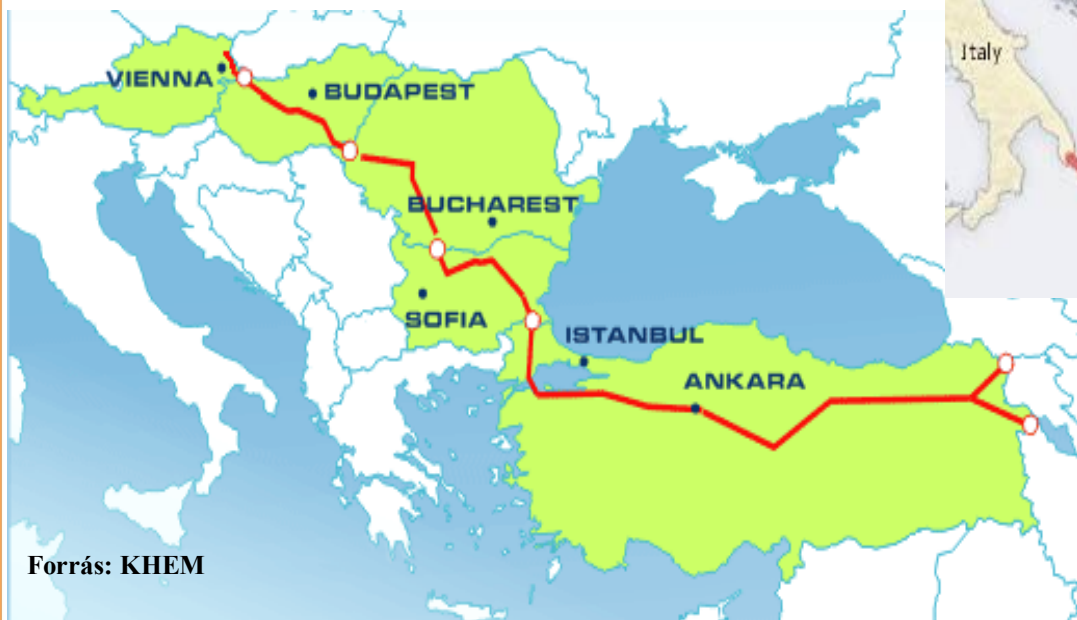 Italy
VIENNA
BUDAPEST
BUCHAREST
SOFIA
ISTANBUL
ANKARA
Forrás: KHEM